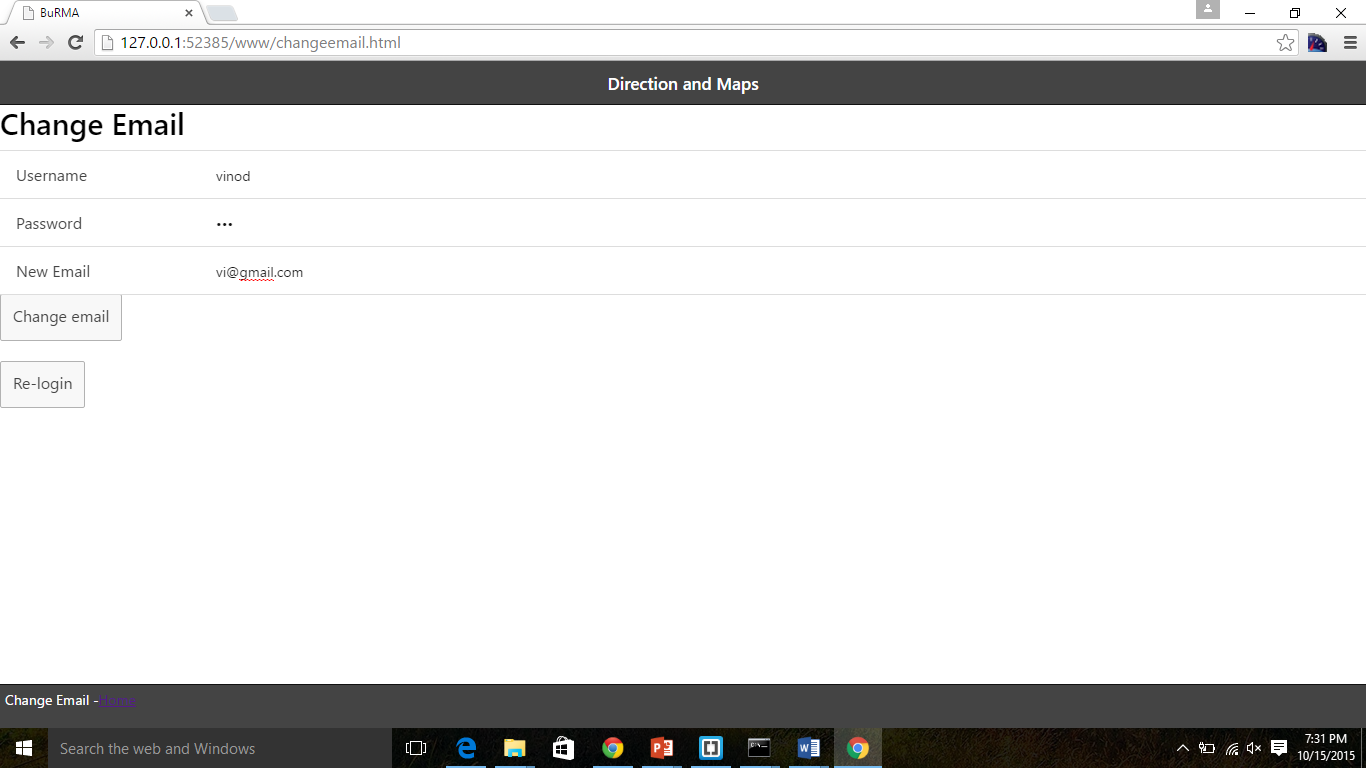 BuRMA
127.0.0.1:52385/www/changeemail.html
Direction and Maps
Change Email
Username vinod
Password •••
New Email vi@gmail.com
Change email
Re-login
Change Email -Home
Search the web and Windows
7:31 PM
10/15/2015